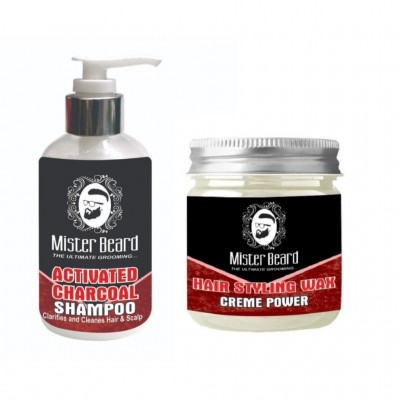 Mister Beard
THE ULTIMATE GROOMING...
ACTIVATED
CHARCOAL
SHAMPOO
Clarifies and Cleanes Hair & Scalp
Mister Beard
THE ULTIMATE GROOMING...
HAIR STYLING WAX
CREME POWER